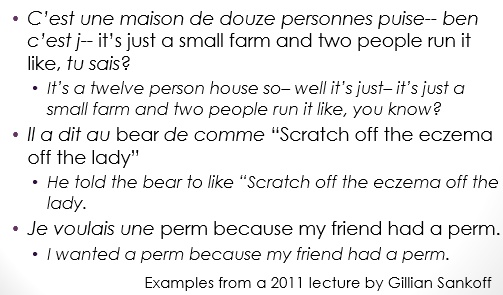 • C'est une maison de douze personnes puise-- ben
c'est j-- it's just a small farm and two people run it
like, tu sais?
• It's a twelve person house so– well it's just– it's just a
small farm and two people run it like, you know?
• Il a dit au bear de comme "Scratch off the eczema
off the lady"
• He told the bear to like "Scratch off the eczema off the
lady.
• Je voulais une perm because my friend had a perm.
• I wanted a perm because my friend had a perm.
Examples from a 2011 lecture by Gillian Sankoff